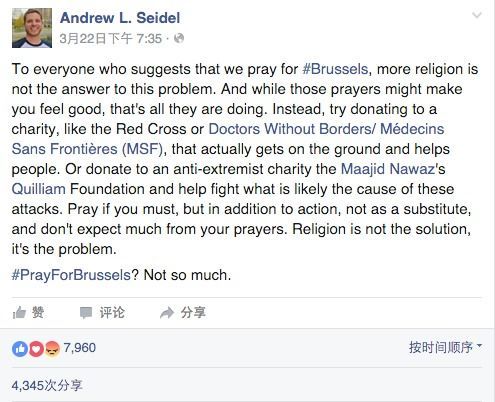 Andrew L. Seidel
3月22日下午 7:35 ·
To everyone who suggests that we pray for #Brussels, more religion is
not the answer to this problem. And while those prayers might make
you feel good, that's all they are doing. Instead, try donating to a
charity, like the Red Cross or Doctors Without Borders/ Médecins
Sans Frontières (MSF), that actually gets on the ground and helps
people. Or donate to an anti-extremist charity the Maajid Nawaz's
Quilliam Foundation and help fight what is likely the cause of these
attacks. Pray if you must, but in addition to action, not as a substitute,
and don't expect much from your prayers. Religion is not the solution,
it's the problem.
#PrayForBrussels? Not so much.
赞 评论 分享
7,960 按时间顺序
4,345次分享